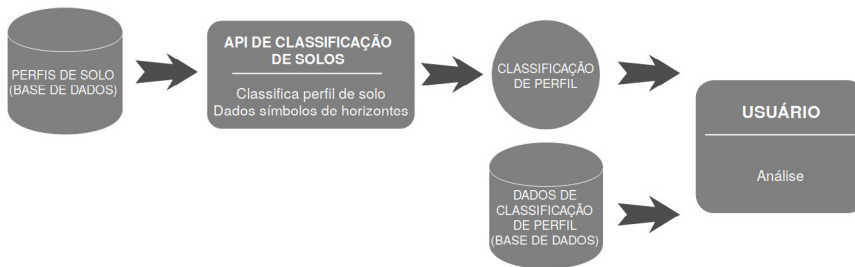 PERFIS DE SOLO
(BASE DE DADOS)
API DE CLASSIFICAÇÃO
DE SOLOS
Classifica perfil de solo
Dados símbolos de horizontes
CLASSIFICAÇÃO
DE PERFIL
DADOS DE
CLASSIFICAÇÃO
DE PERFIL
(BASE DE DADOS)
USUÁRIO
Análise